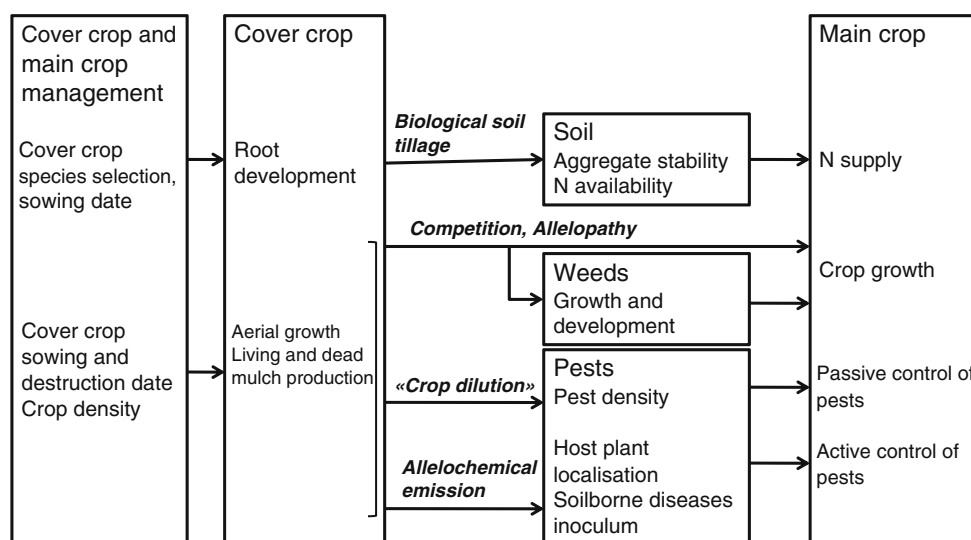 Cover crop and
main crop
management
Cover crop
species selection,
sowing date
Cover crop
sowing and
destruction date
Crop density
Cover crop
Root
development
Aerial growth
Living and dead
mulch production
Biological soil
tillage
Competition, Allelopathy
«Crop dilution»
Allelochemical
emission
Soil
Aggregate stability
N availability
Weeds
Growth and
development
Pests
Pest density
Host plant
localisation
Soilborne diseases
inoculum
Main crop
N supply
Crop growth
Passive control of
pests
Active control of
pests